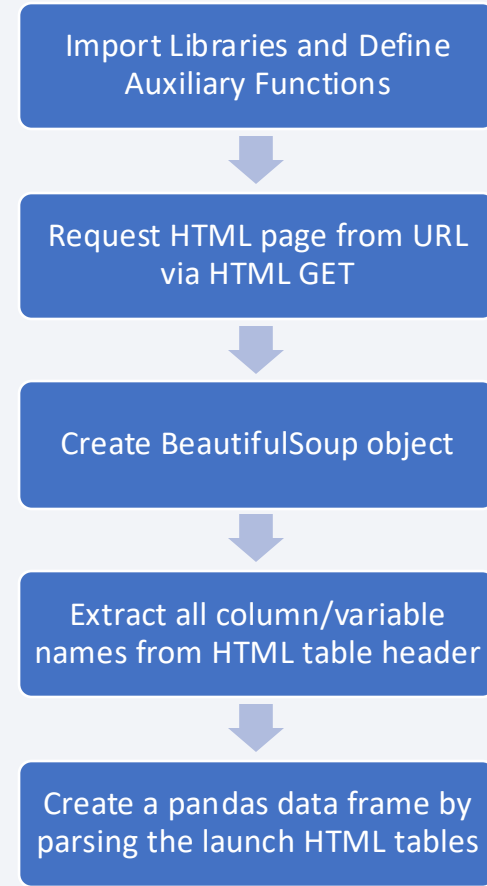 Import Libraries and Define
Auxiliary Functions
Request HTML page from URL
via HTML GET
Create BeautifulSoup object
Extract all column/variable
names from HTML table header
Create a pandas data frame by
parsing the launch HTML tables